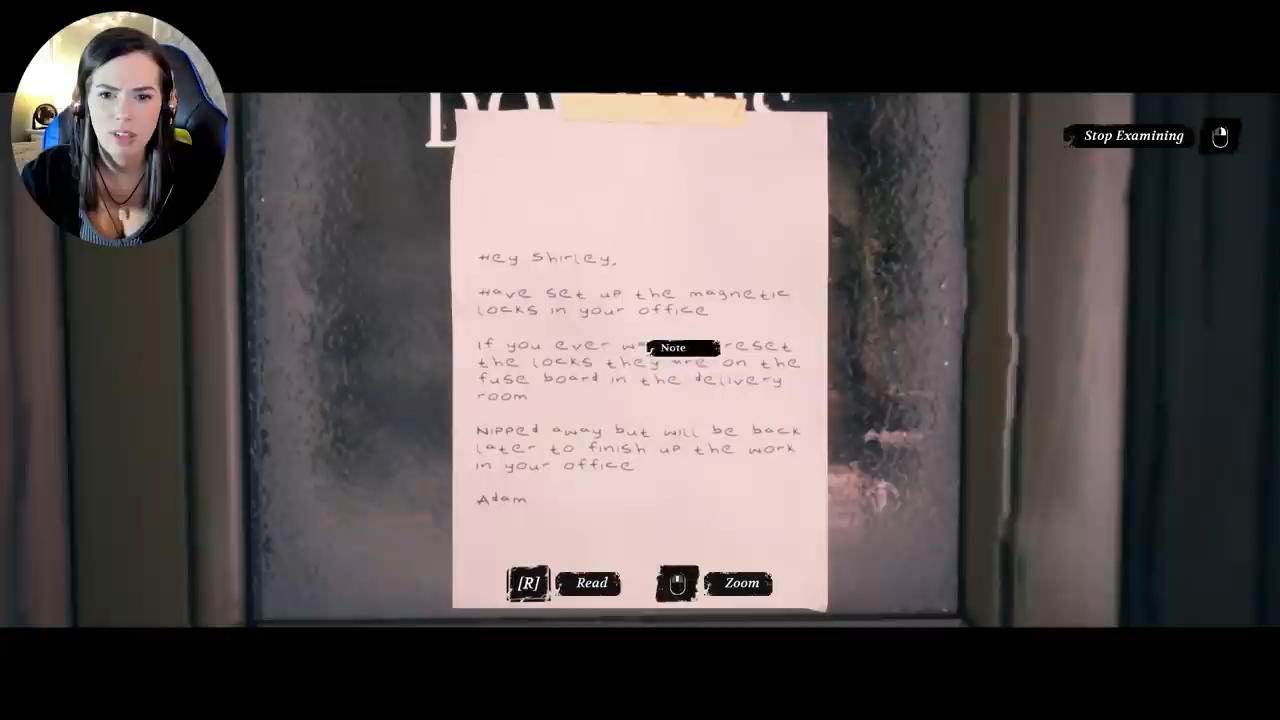 Stop Examining
Hey Shirley,
Have set up the magnetic
locks in your office
If you ever reset
Note
the locks they are on the
fuse board in the delivery
room
Nipped away but will be back
later to finish up the work
in your office
Adam
[R] Read Zoom